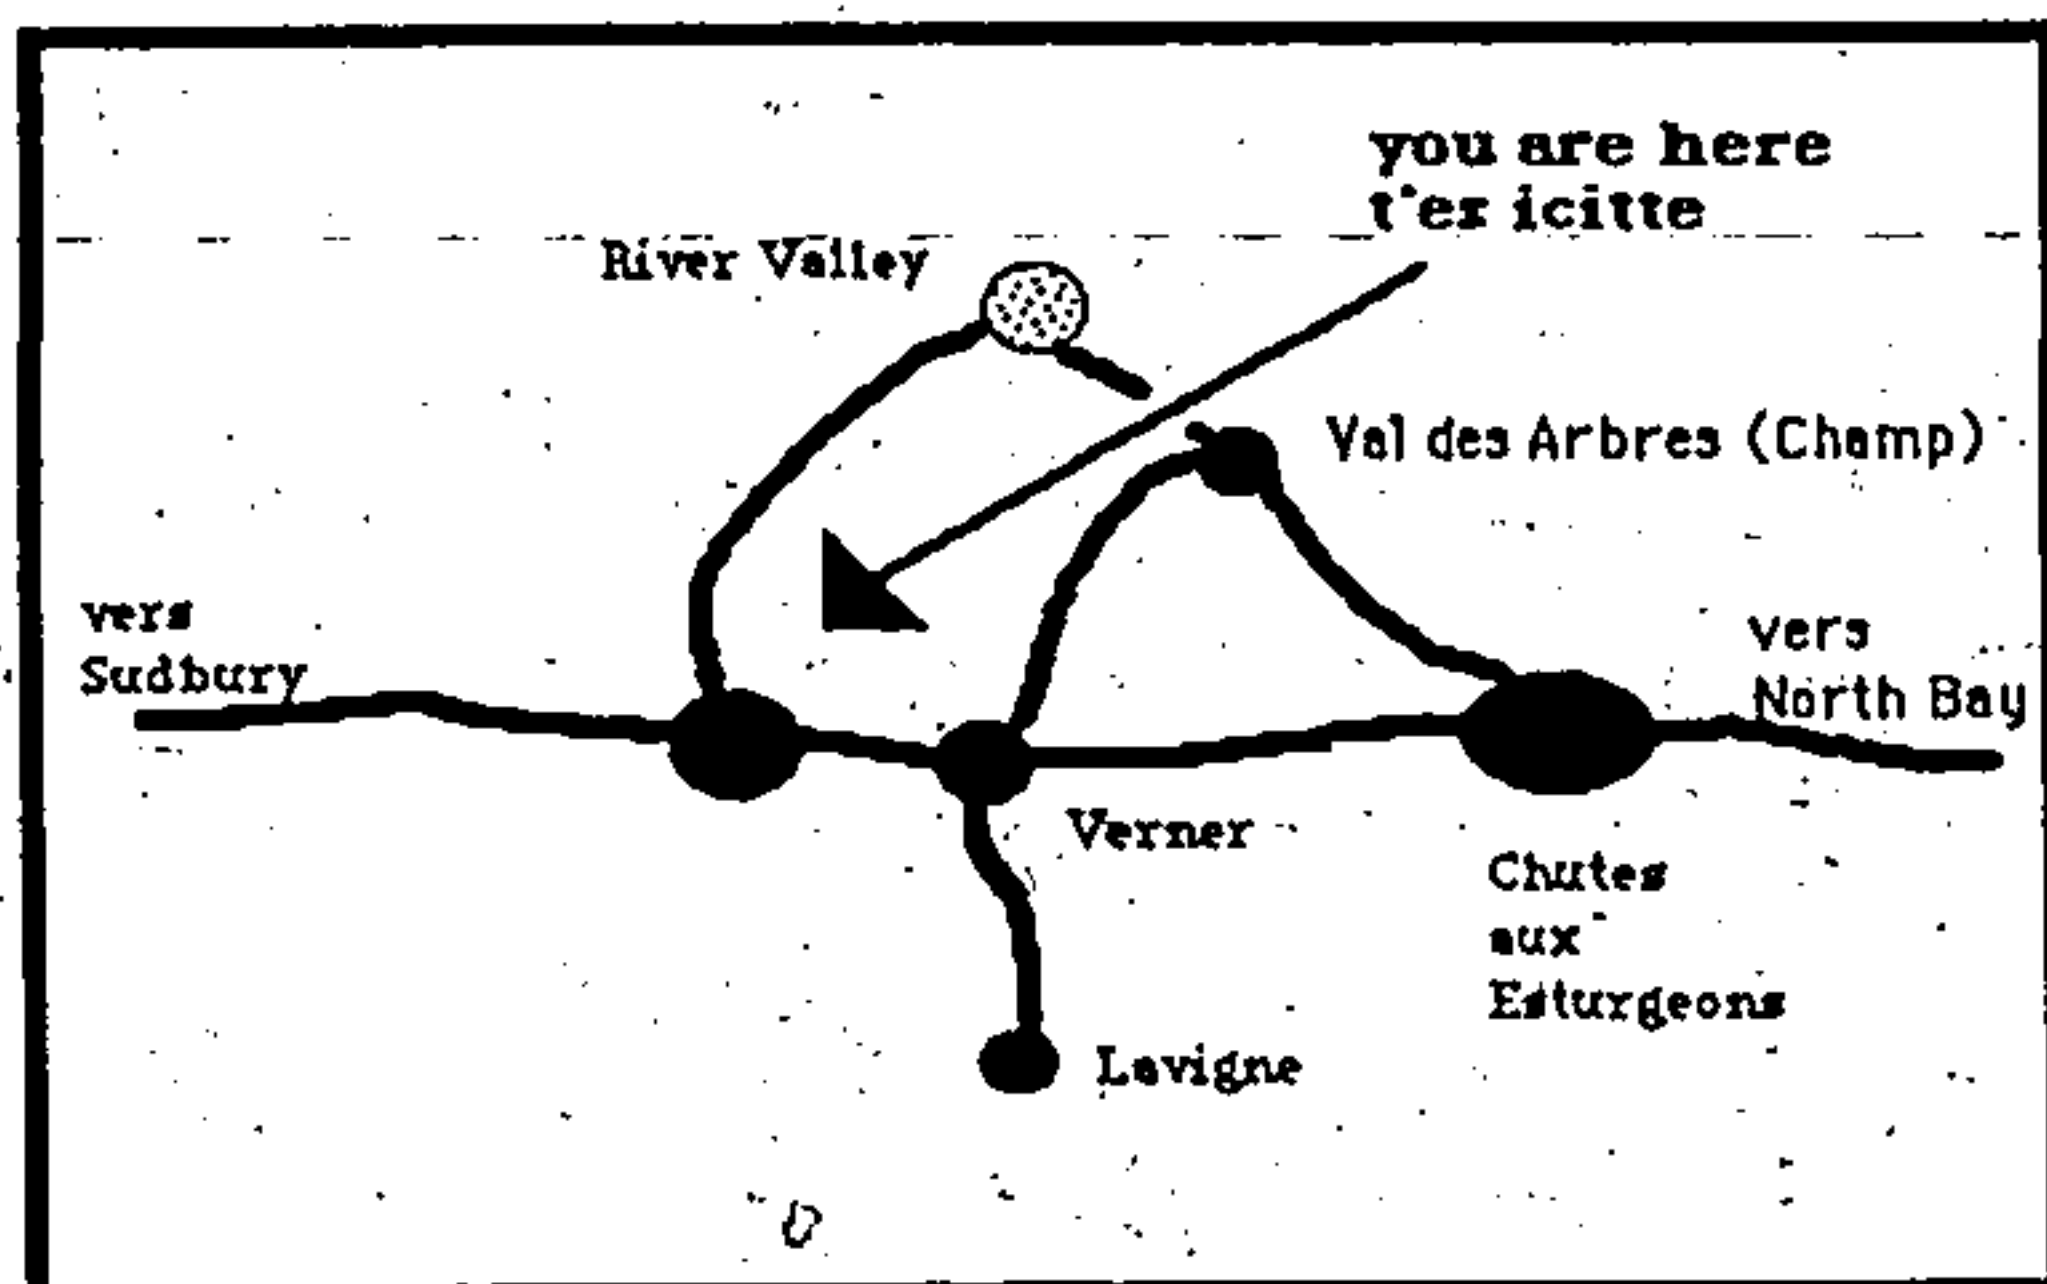 you are here
t'es icitte
River Valley
Val des Arbres (Champ)
vers
Sudbury
vers
North Bay
Verner
Chutes
aux
Esturgeons
Lavigne